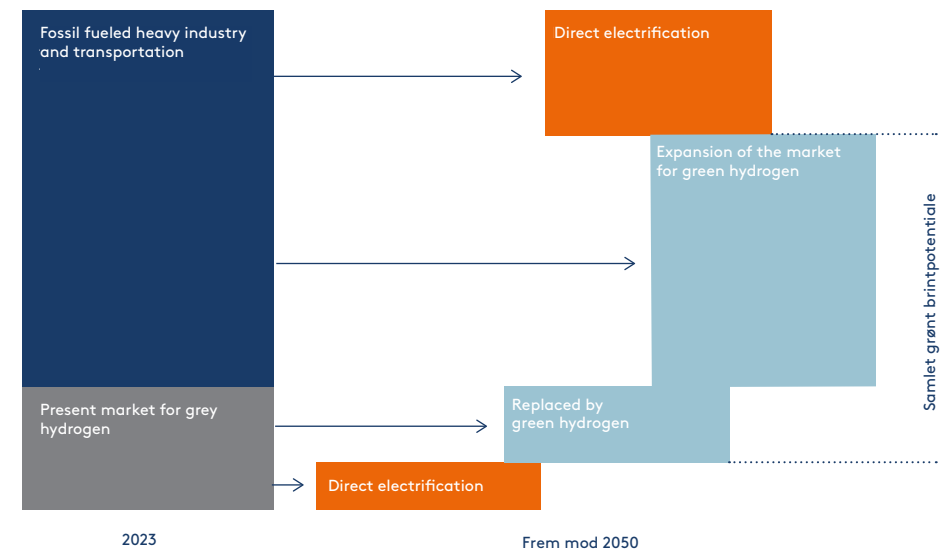 Fossil fueled heavy industry
and transportation
Direct electrification
Expansion of the market
for green hydrogen
Samlet grønt brintpotentiale
Present market for grey
hydrogen
Replaced by
green hydrogen
Direct electrification
2023
Frem mod 2050